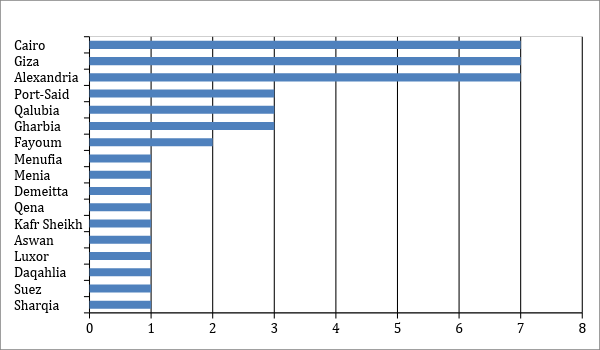 Cairo
Giza
Alexandria
Port-Said
Qalubia
Gharbia
Fayoum
Menufia
Menia
Demeitta
Qena
Kafr Sheikh
Aswan
Luxor
Daqahlia
Suez
Sharqia
0 1 2 3 4 5 6 7 8